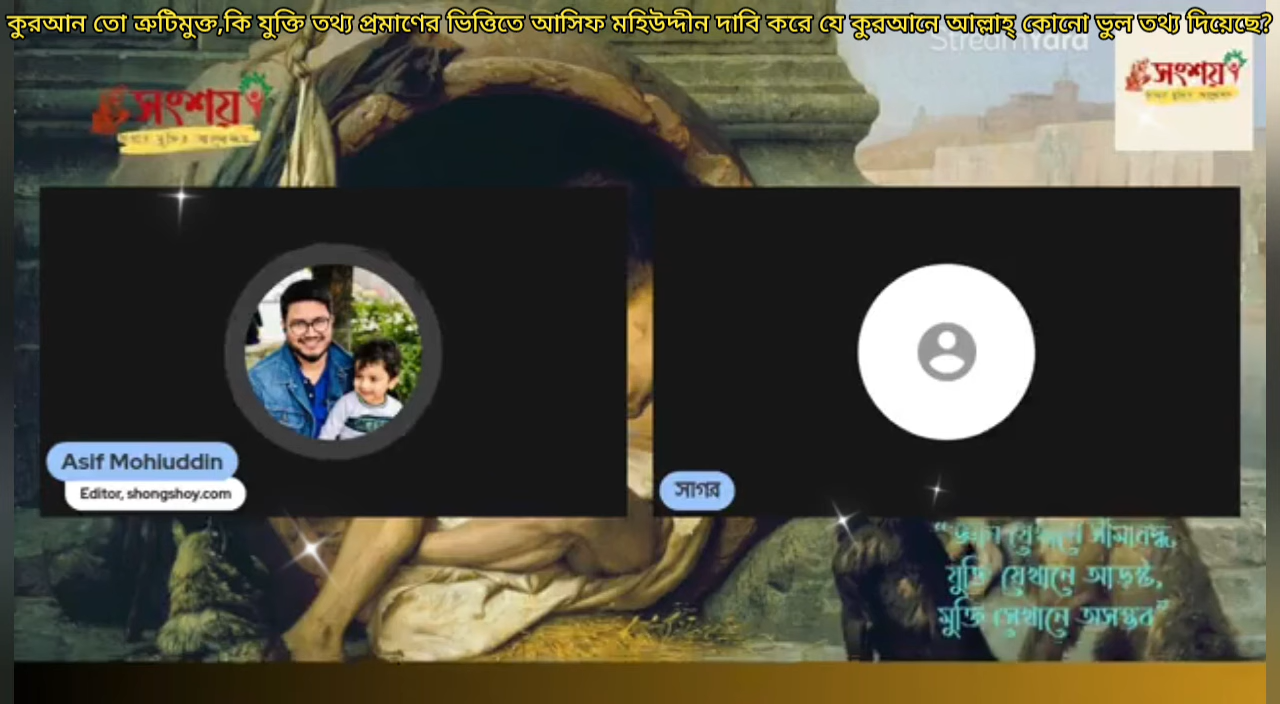 কুরআন তো ত্রুটিমুক্ত,কি যুক্তি তথ্য প্রমাণের ভিত্তিতে আসিফ মহিউদ্দীন দাবি করে যে কুরআনে আল্লাহ্ কোনো ভুল তথ্য দিয়েছে?
StreamYard
সংশয়
সংশয়
Asif Mohiuddin
Editor, shongshoy.com
সাগর
“জ্ঞান যেখানে সীমাবদ্ধ,
যুক্তি যেখানে আড়ষ্ট,
মুক্তি সেখানে অসম্ভব”